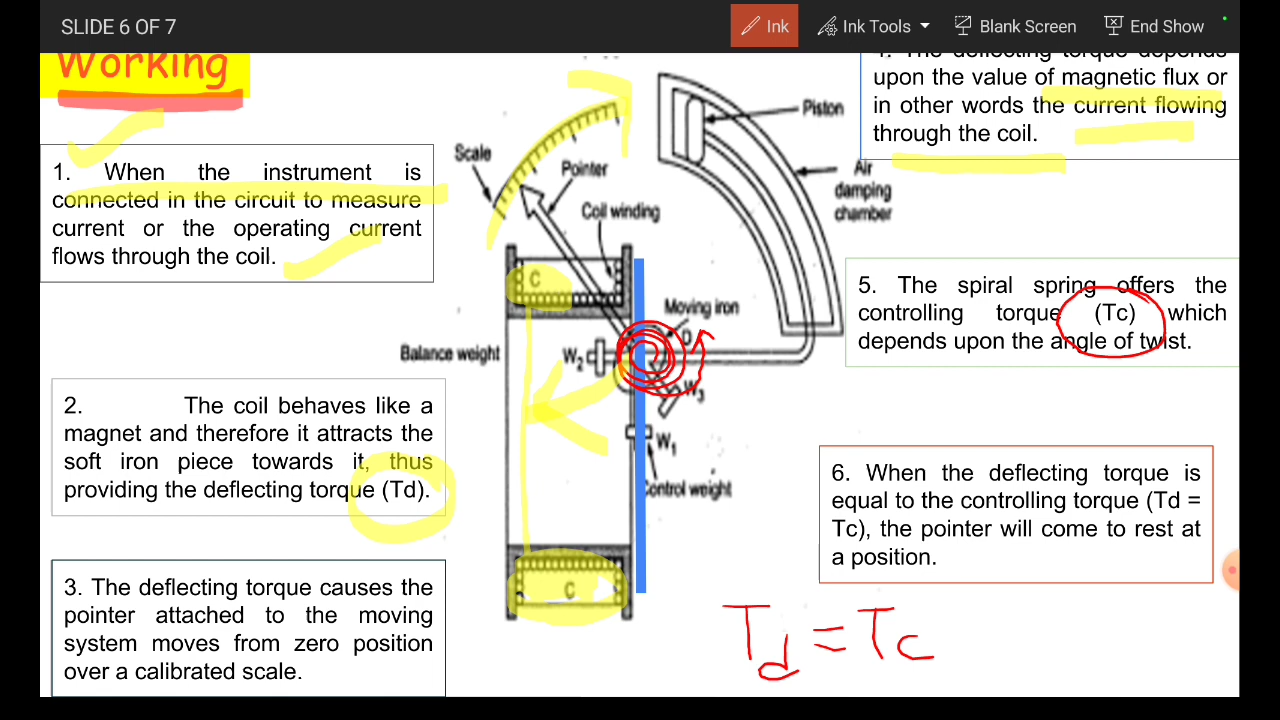 SLIDE 6 OF 7
Ink
Ink Tools
Blank Screen
End Show
Working
1. When the instrument is
connected in the circuit to measure
current or the operating current
flows through the coil.
2. The coil behaves like a
magnet and therefore it attracts the
soft iron piece towards it, thus
providing the deflecting torque (Td).
3. The deflecting torque causes the
pointer attached to the moving
system moves from zero position
over a calibrated scale.
Scale
Pointer
Coil winding
Piston
Air
damping
chamber
C
Moving iron
D
Balance weight
W2
W3
W1
Control weight
C
Td = Tc
4. The deflecting torque depends
upon the value of magnetic flux or
in other words the current flowing
through the coil.
5. The spiral spring offers the
controlling torque (Tc) which
depends upon the angle of twist.
6. When the deflecting torque is
equal to the controlling torque (Td =
Tc), the pointer will come to rest at
a position.